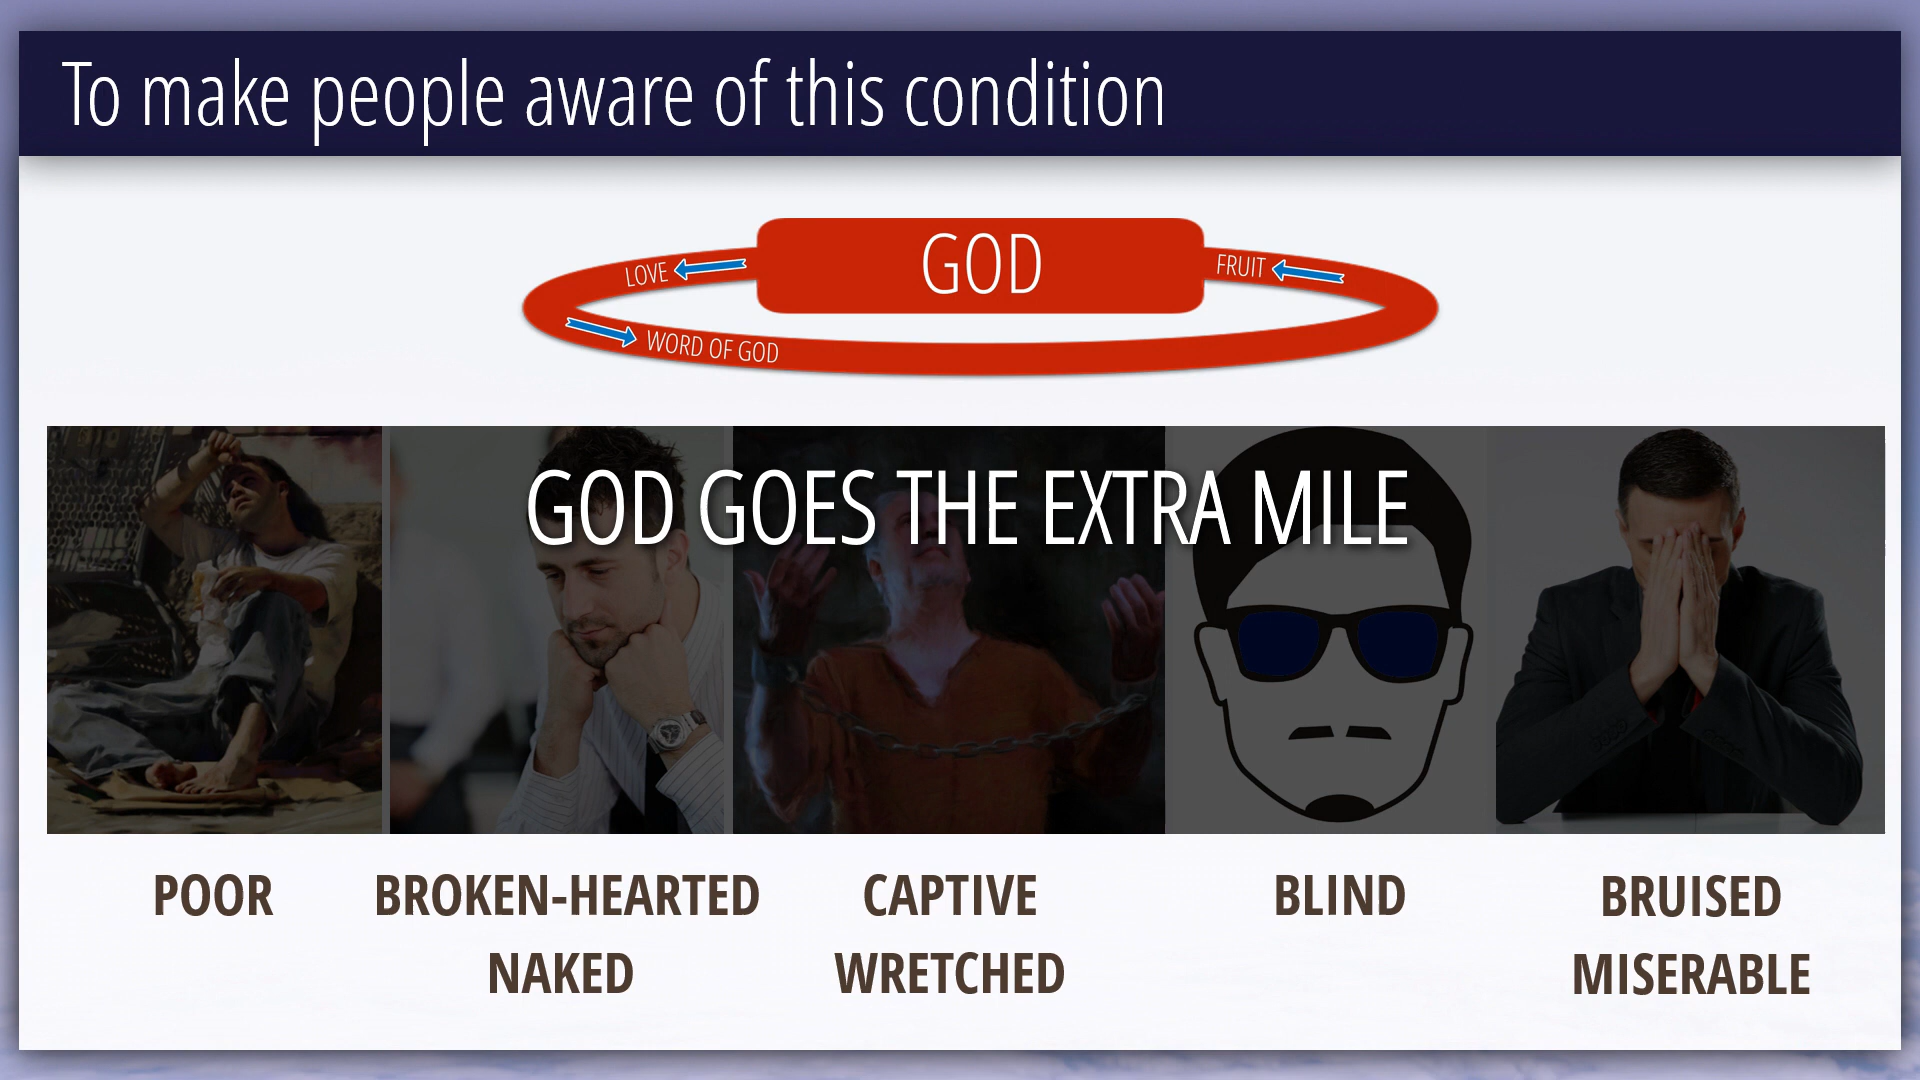 To make people aware of this condition
GOD
LOVE
FRUIT
WORD OF GOD
GOD GOES THE EXTRA MILE
POOR
BROKEN-HEARTED
NAKED
CAPTIVE
WRETCHED
BLIND
BRUISED
MISERABLE